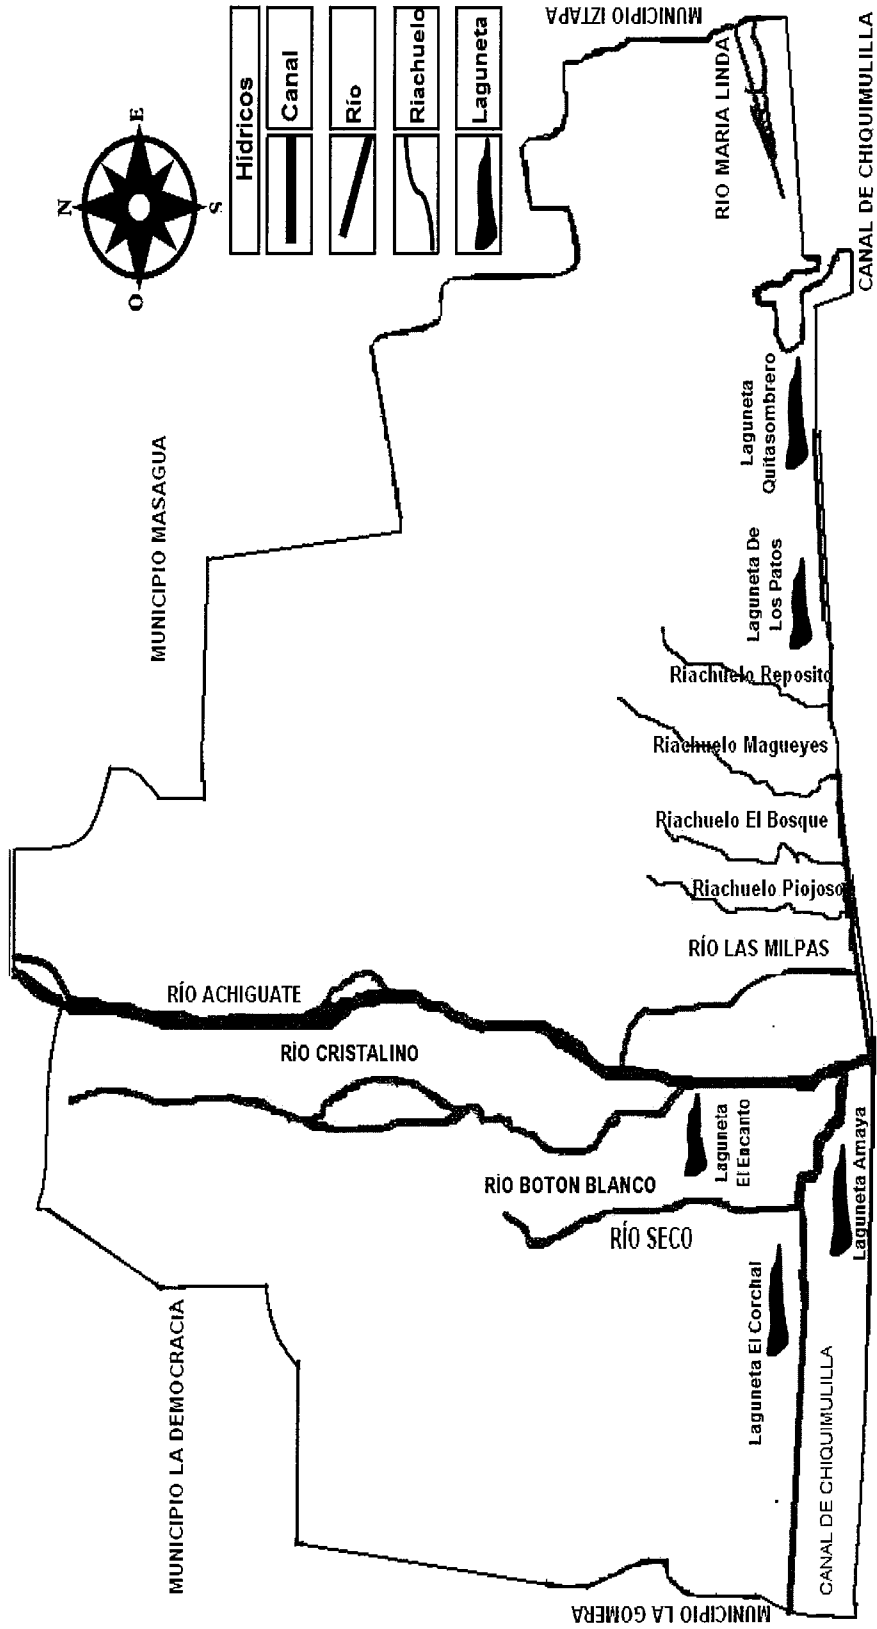 N
E
S
O
Hídricos
Canal
Río
Riachuelo
Laguneta
MUNICIPIO MASAGUA
MUNICIPIO IZTAPA
MUNICIPIO LA DEMOCRACIA
MUNICIPIO LA GOMERA
RÍO ACHIGUATE
RÍO CRISTALINO
RÍO BOTON BLANCO
RÍO SECO
RÍO LAS MILPAS
RIO MARIA LINDA
Riachuelo Piojoso
Riachuelo El Bosque
Riachuelo Magueyes
Riachuelo Reposito
Laguneta De
Los Patos
Laguneta
Quitasombrero
Laguneta
El Encanto
Laguneta El Corchal
Laguneta Amaya
CANAL DE CHIQUIMULILLA
CANAL DE CHIQUIMULILLA